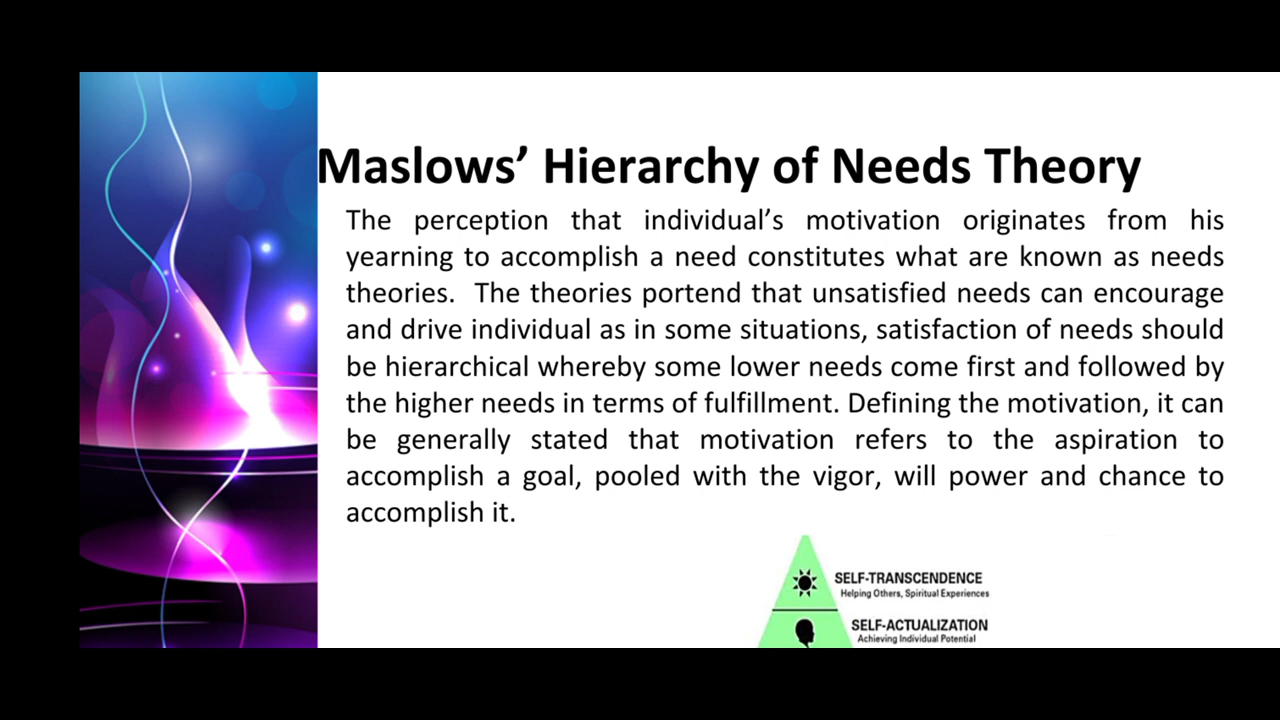 Maslows’ Hierarchy of Needs Theory
The perception that individual’s motivation originates from his
yearning to accomplish a need constitutes what are known as needs
theories. The theories portend that unsatisfied needs can encourage
and drive individual as in some situations, satisfaction of needs should
be hierarchical whereby some lower needs come first and followed by
the higher needs in terms of fulfillment. Defining the motivation, it can
be generally stated that motivation refers to the aspiration to
accomplish a goal, pooled with the vigor, will power and chance to
accomplish it.
SELF-TRANSCENDENCE
Helping Others, Spiritual Experiences
SELF-ACTUALIZATION
Achieving Individual Potential